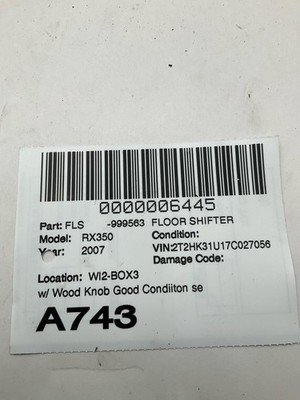 0000006445
Part: FLS -999563 FLOOR SHIFTER
Model: RX350 Condition:
Year: 2007 VIN:2T2HK31U17C027056
Damage Code:
Location: WI2-BOX3
w/ Wood Knob Good Condiiton se
A743